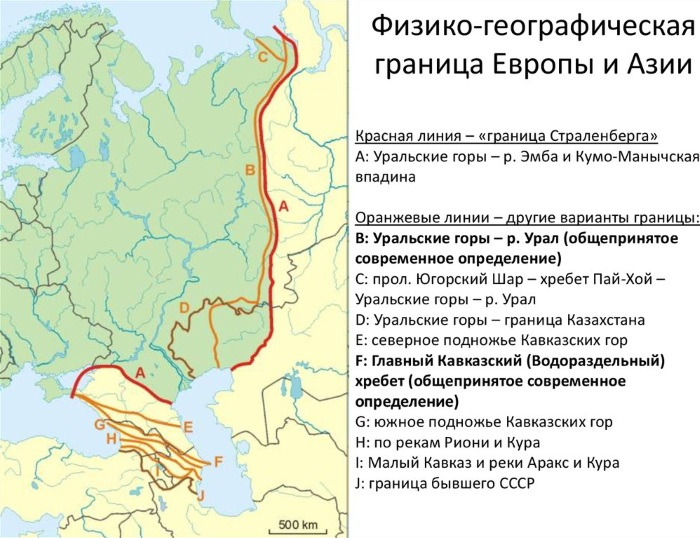 Физико-географическая
граница Европы и Азии
Красная линия – «граница Страленберга»
A: Уральские горы – р. Эмба и Кумо-Манычская
впадина
Оранжевые линии – другие варианты границы:
B: Уральские горы – р. Урал (общепринятое
современное определение)
C: прол. Югорский Шар – хребет Пай-Хой –
Уральские горы – р. Урал
D: Уральские горы – граница Казахстана
E: северное подножье Кавказских гор
F: Главный Кавказский (Водораздельный)
хребет (общепринятое современное
определение)
G: южное подножье Кавказских гор
H: по рекам Риони и Кура
I: Малый Кавказ и реки Аракс и Кура
J: граница бывшего СССР
C
B
A
D
A
E
G
H
F
I
J
500 km